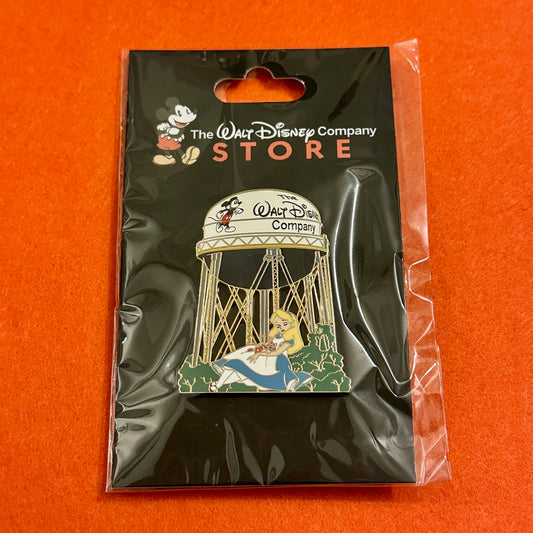 The Walt Disney Company
STORE
The
Walt Disney
Company